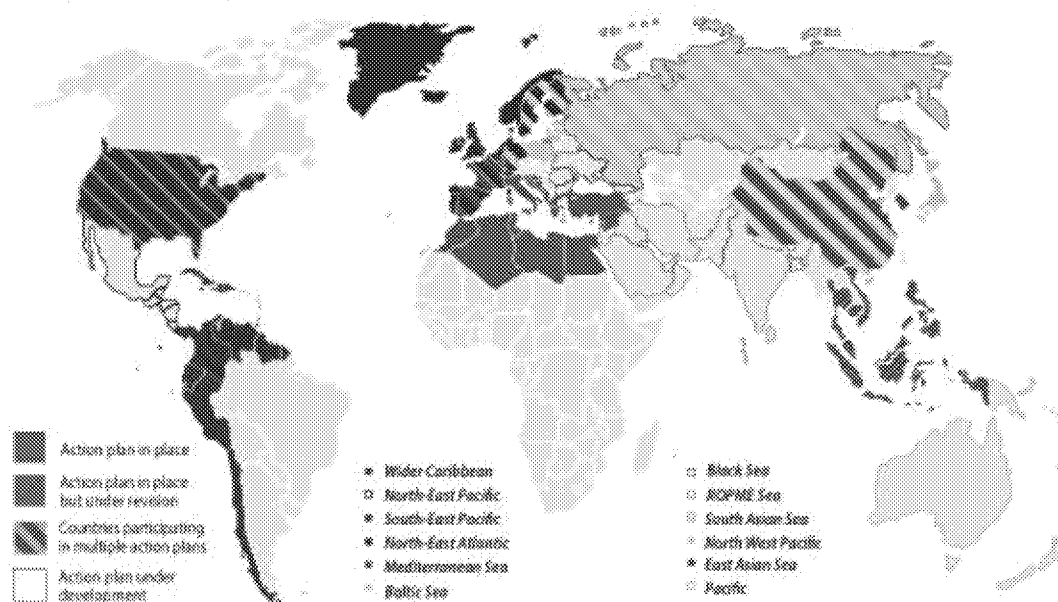 Action plan in place
Action plan in place
but under revision
Countries participating
in multiple action plans
Action plan under
development
Wider Caribbean
North-East Pacific
South-East Pacific
North-East Atlantic
Mediterranean Sea
Baltic Sea
Black Sea
ROPME Sea
South Asian Sea
North West Pacific
East Asian Sea
Pacific